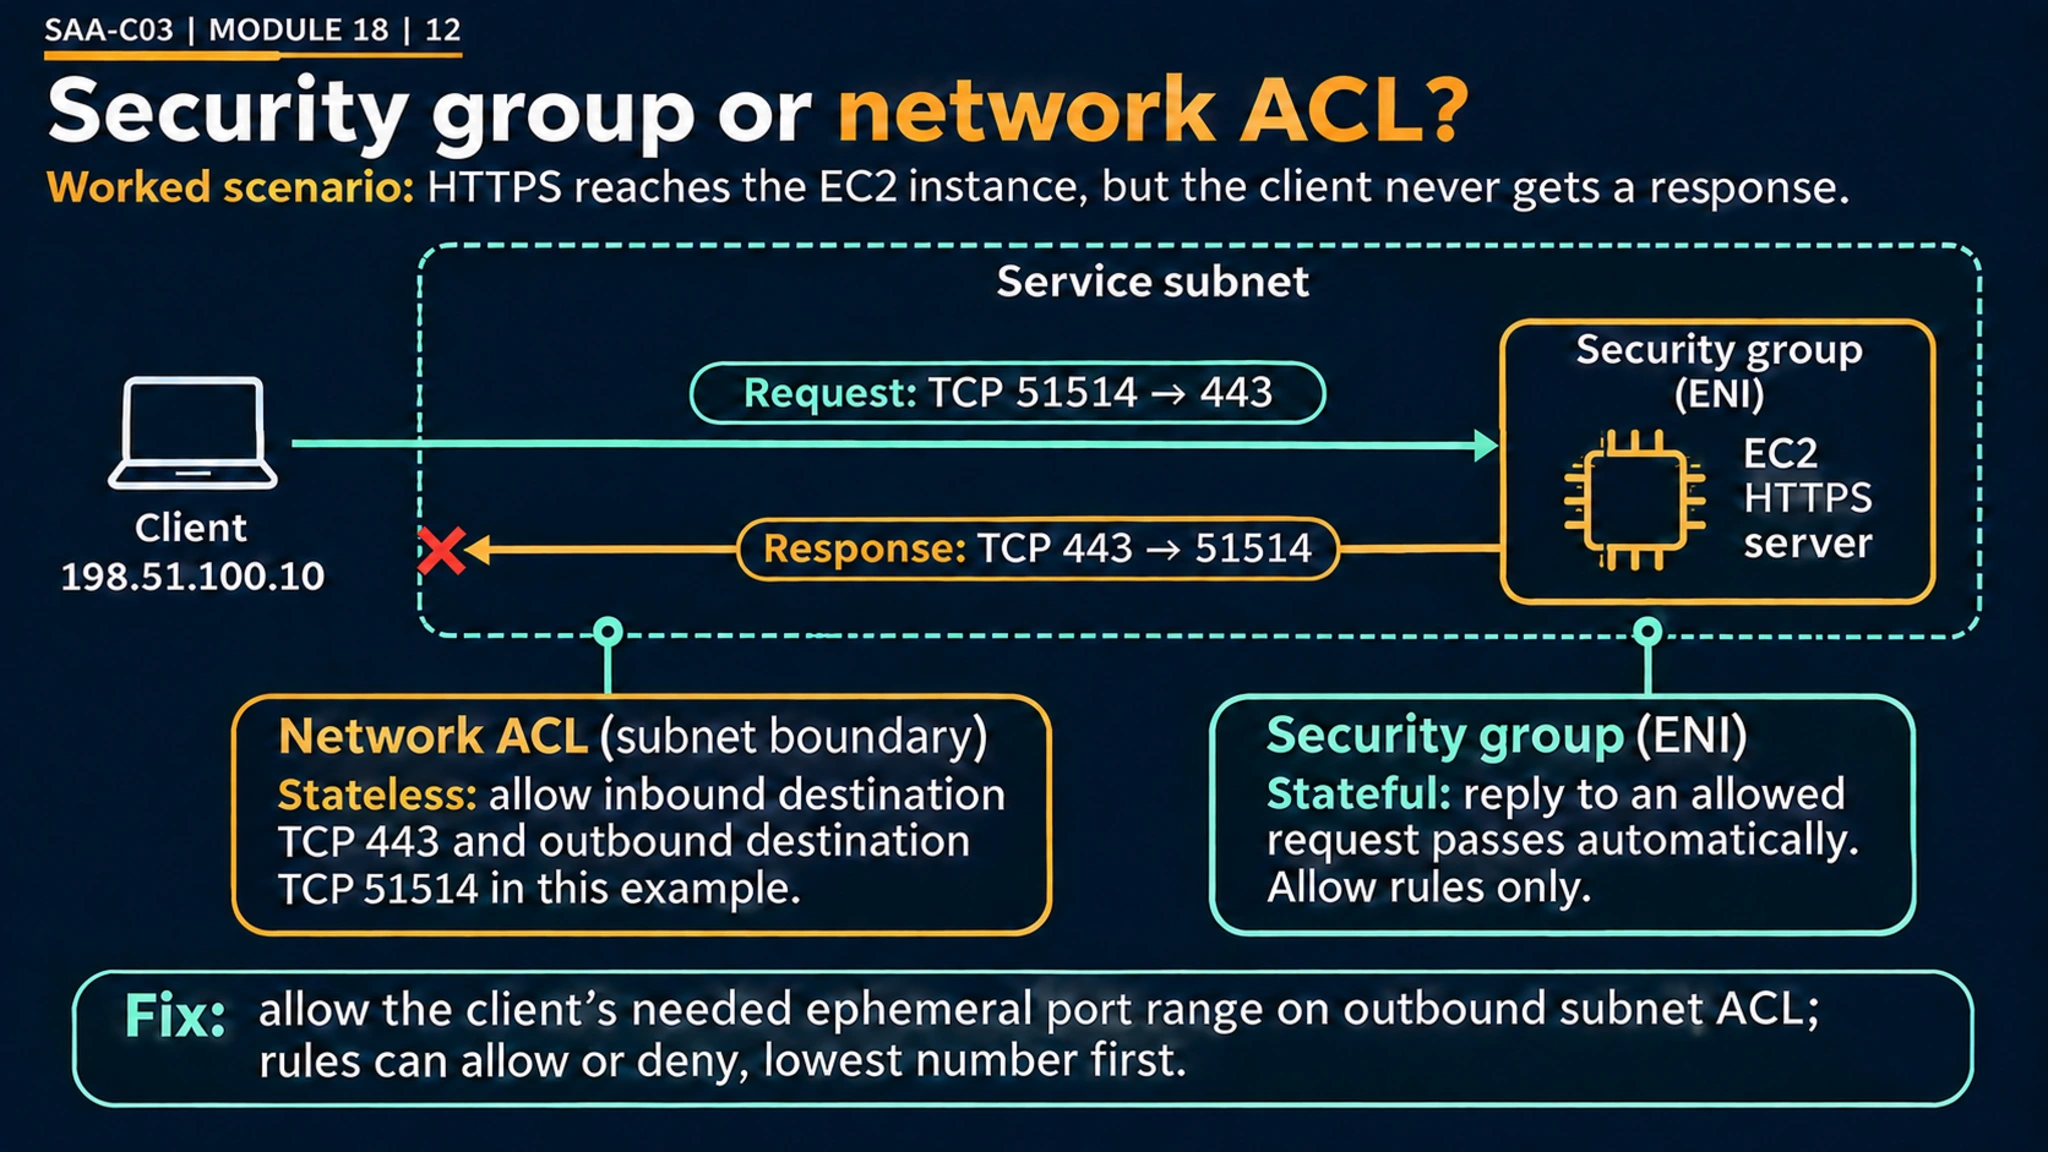 SAA-C03 | MODULE 18 | 12
Security group or network ACL?
Worked scenario: HTTPS reaches the EC2 instance, but the client never gets a response.
Service subnet
Security group
(ENI)
Request: TCP 51514 → 443
EC2
HTTPS
server
Response: TCP 443 → 51514
Client
198.51.100.10
Network ACL (subnet boundary)
Stateless: allow inbound destination
TCP 443 and outbound destination
TCP 51514 in this example.
Security group (ENI)
Stateful: reply to an allowed
request passes automatically.
Allow rules only.
Fix: allow the client’s needed ephemeral port range on outbound subnet ACL;
rules can allow or deny, lowest number first.